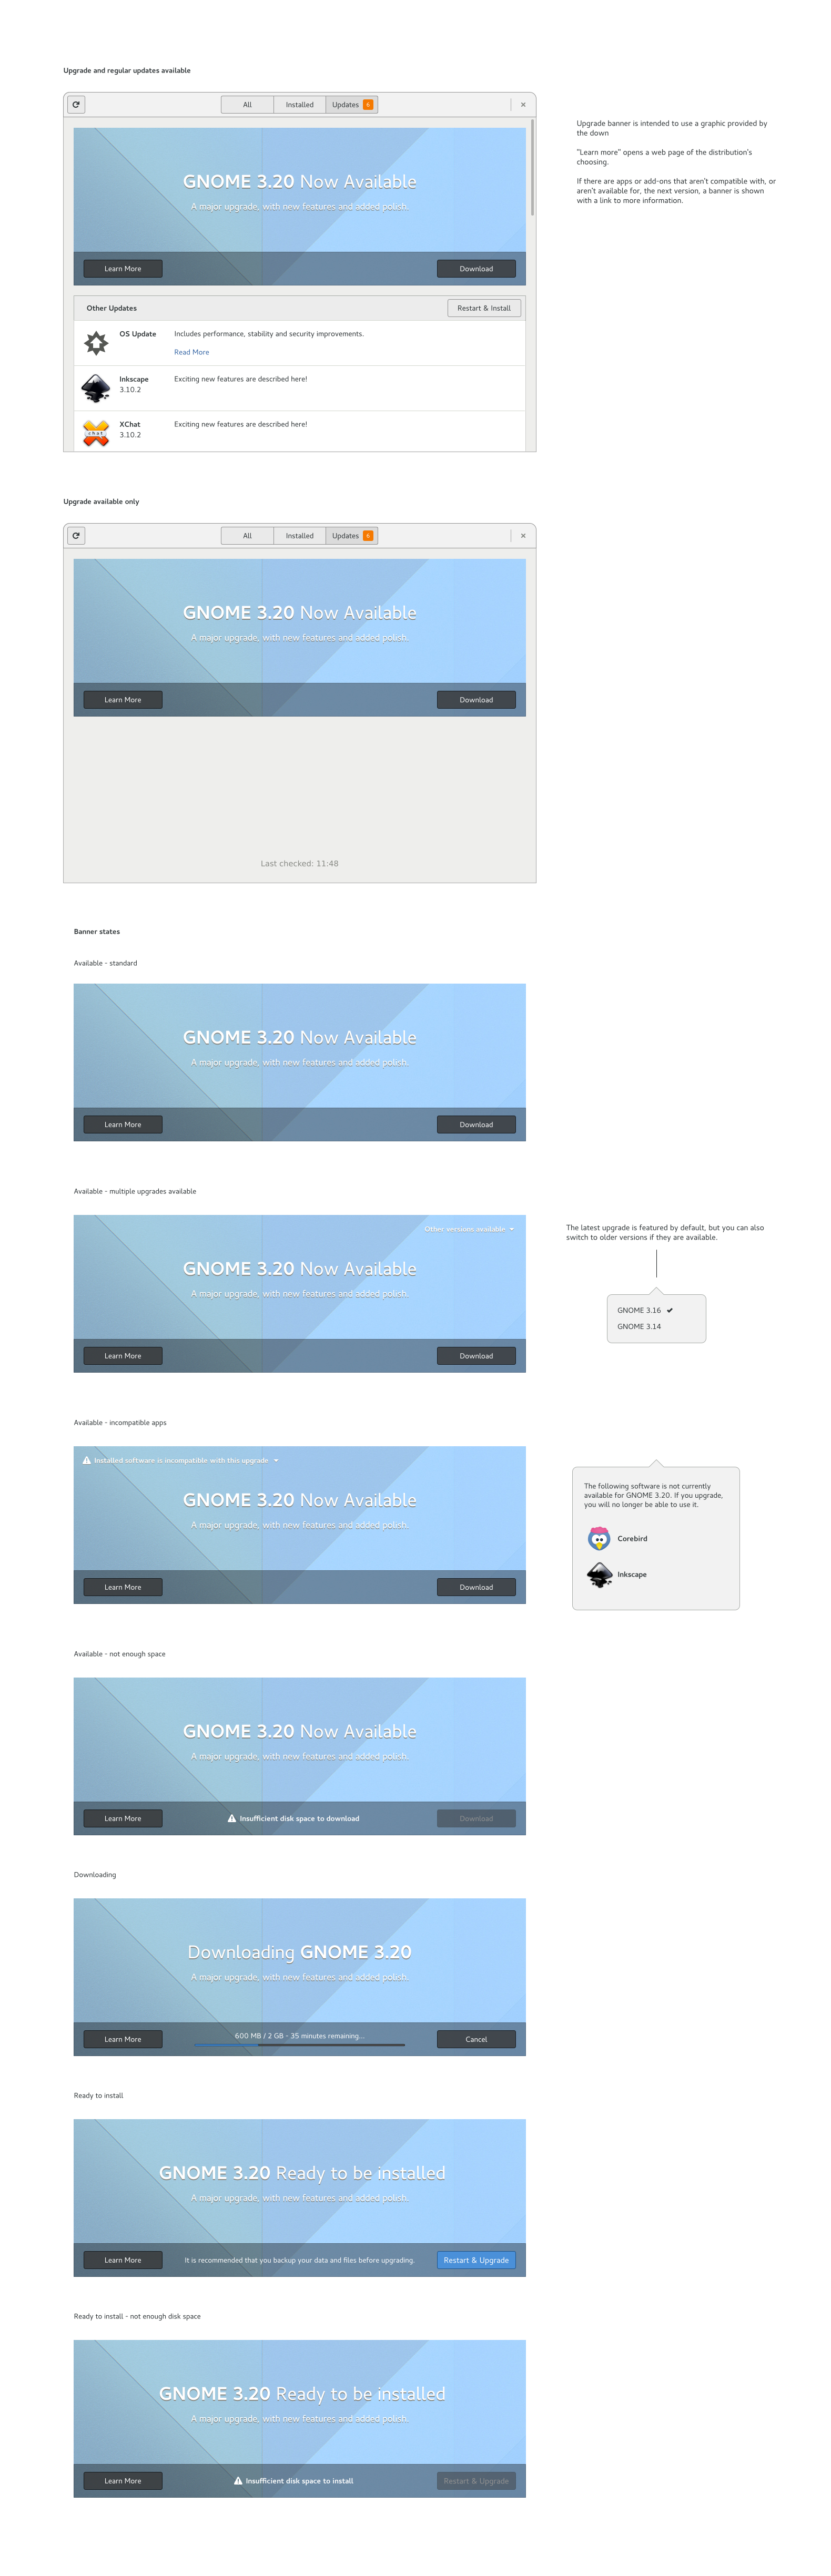 Upgrade and regular updates available
All
Installed
Updates 6
Upgrade banner is intended to use a graphic provided by
the down
"Learn more" opens a web page of the distribution's
choosing.
If there are apps or add-ons that aren't compatible with, or
aren't available for, the next version, a banner is shown
with a link to more information.
GNOME 3.20 Now Available
A major upgrade, with new features and added polish.
Learn More
Download
Other Updates
Restart & Install
OS Update
Includes performance, stability and security improvements.
Read More
Inkscape
3.10.2
Exciting new features are described here!
XChat
3.10.2
Exciting new features are described here!
chat
Upgrade available only
All
Installed
Updates 6
GNOME 3.20 Now Available
A major upgrade, with new features and added polish.
Learn More
Download
Last checked: 11:48
Banner states
Available - standard
GNOME 3.20 Now Available
A major upgrade, with new features and added polish.
Learn More
Download
Available - multiple upgrades available
Other versions available
GNOME 3.20 Now Available
A major upgrade, with new features and added polish.
Learn More
Download
The latest upgrade is featured by default, but you can also
switch to older versions if they are available.
GNOME 3.16
GNOME 3.14
Available - incompatible apps
Installed software is incompatible with this upgrade
GNOME 3.20 Now Available
A major upgrade, with new features and added polish.
Learn More
Download
The following software is not currently
available for GNOME 3.20. If you upgrade,
you will no longer be able to use it.
Corebird
Inkscape
Available - not enough space
GNOME 3.20 Now Available
A major upgrade, with new features and added polish.
Learn More
Insufficient disk space to download
Download
Downloading
Downloading GNOME 3.20
A major upgrade, with new features and added polish.
Learn More
600 MB / 2 GB - 35 minutes remaining...
Cancel
Ready to install
GNOME 3.20 Ready to be installed
A major upgrade, with new features and added polish.
Learn More
It is recommended that you backup your data and files before upgrading.
Restart & Upgrade
Ready to install - not enough disk space
GNOME 3.20 Ready to be installed
A major upgrade, with new features and added polish.
Learn More
Insufficient disk space to install
Restart & Upgrade